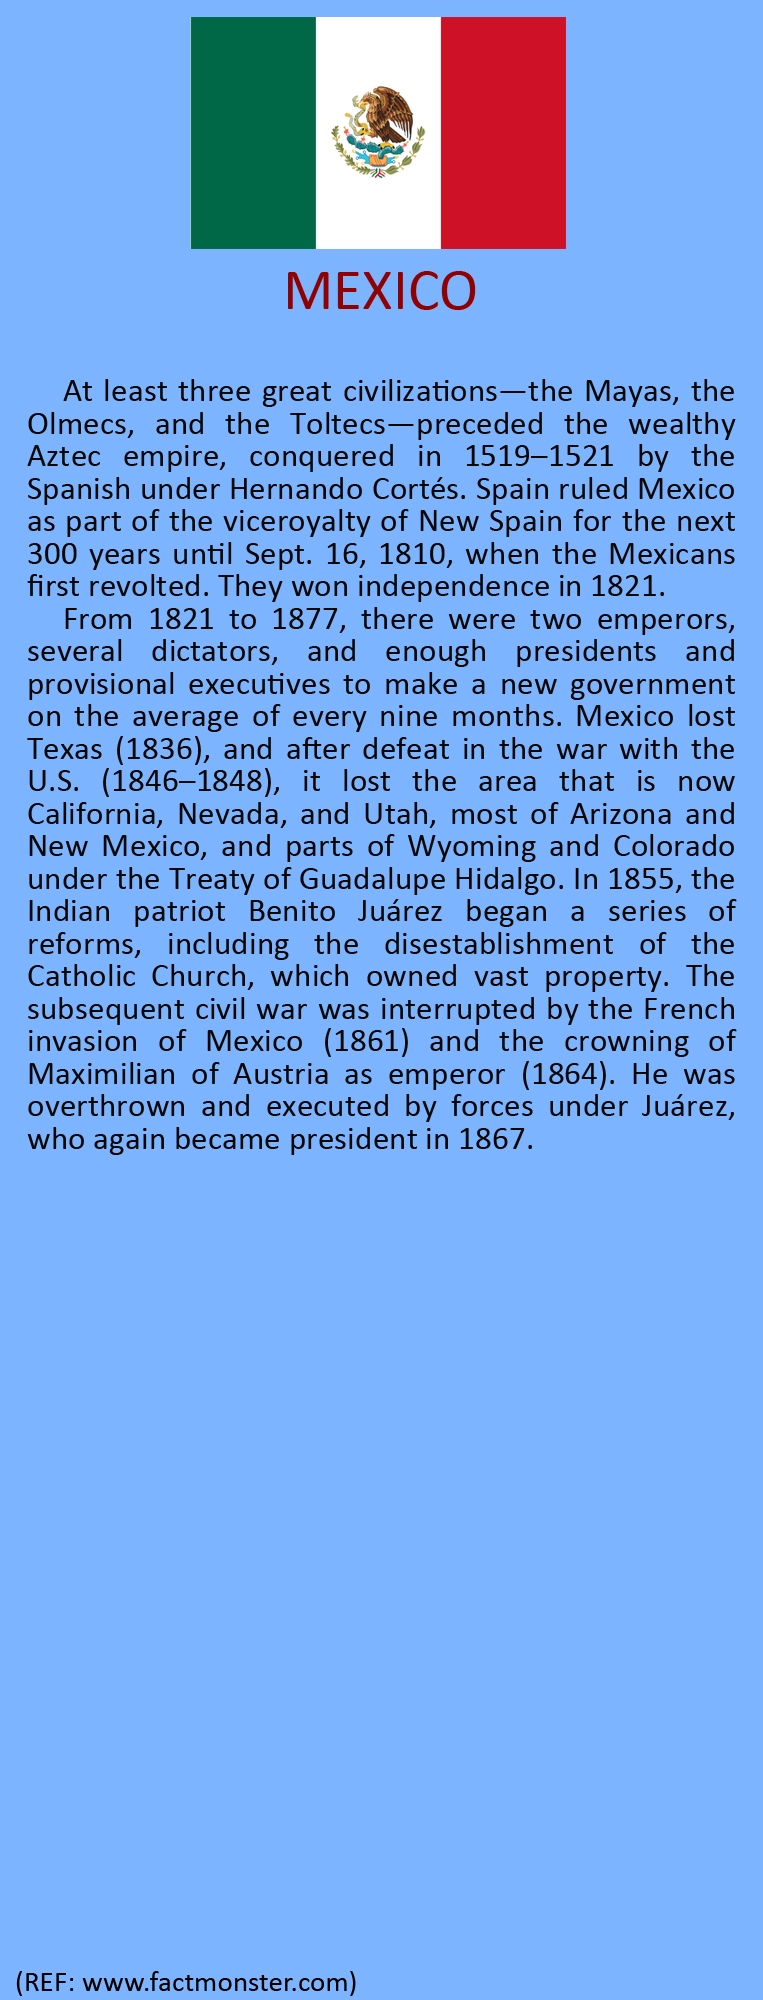 MEXICO
At least three great civilizations—the Mayas, the
Olmecs, and the Toltecs—preceded the wealthy
Aztec empire, conquered in 1519–1521 by the
Spanish under Hernando Cortés. Spain ruled Mexico
as part of the viceroyalty of New Spain for the next
300 years until Sept. 16, 1810, when the Mexicans
first revolted. They won independence in 1821.
From 1821 to 1877, there were two emperors,
several dictators, and enough presidents and
provisional executives to make a new government
on the average of every nine months. Mexico lost
Texas (1836), and after defeat in the war with the
U.S. (1846–1848), it lost the area that is now
California, Nevada, and Utah, most of Arizona and
New Mexico, and parts of Wyoming and Colorado
under the Treaty of Guadalupe Hidalgo. In 1855, the
Indian patriot Benito Juárez began a series of
reforms, including the disestablishment of the
Catholic Church, which owned vast property. The
subsequent civil war was interrupted by the French
invasion of Mexico (1861) and the crowning of
Maximilian of Austria as emperor (1864). He was
overthrown and executed by forces under Juárez,
who again became president in 1867.
(REF: www.factmonster.com)